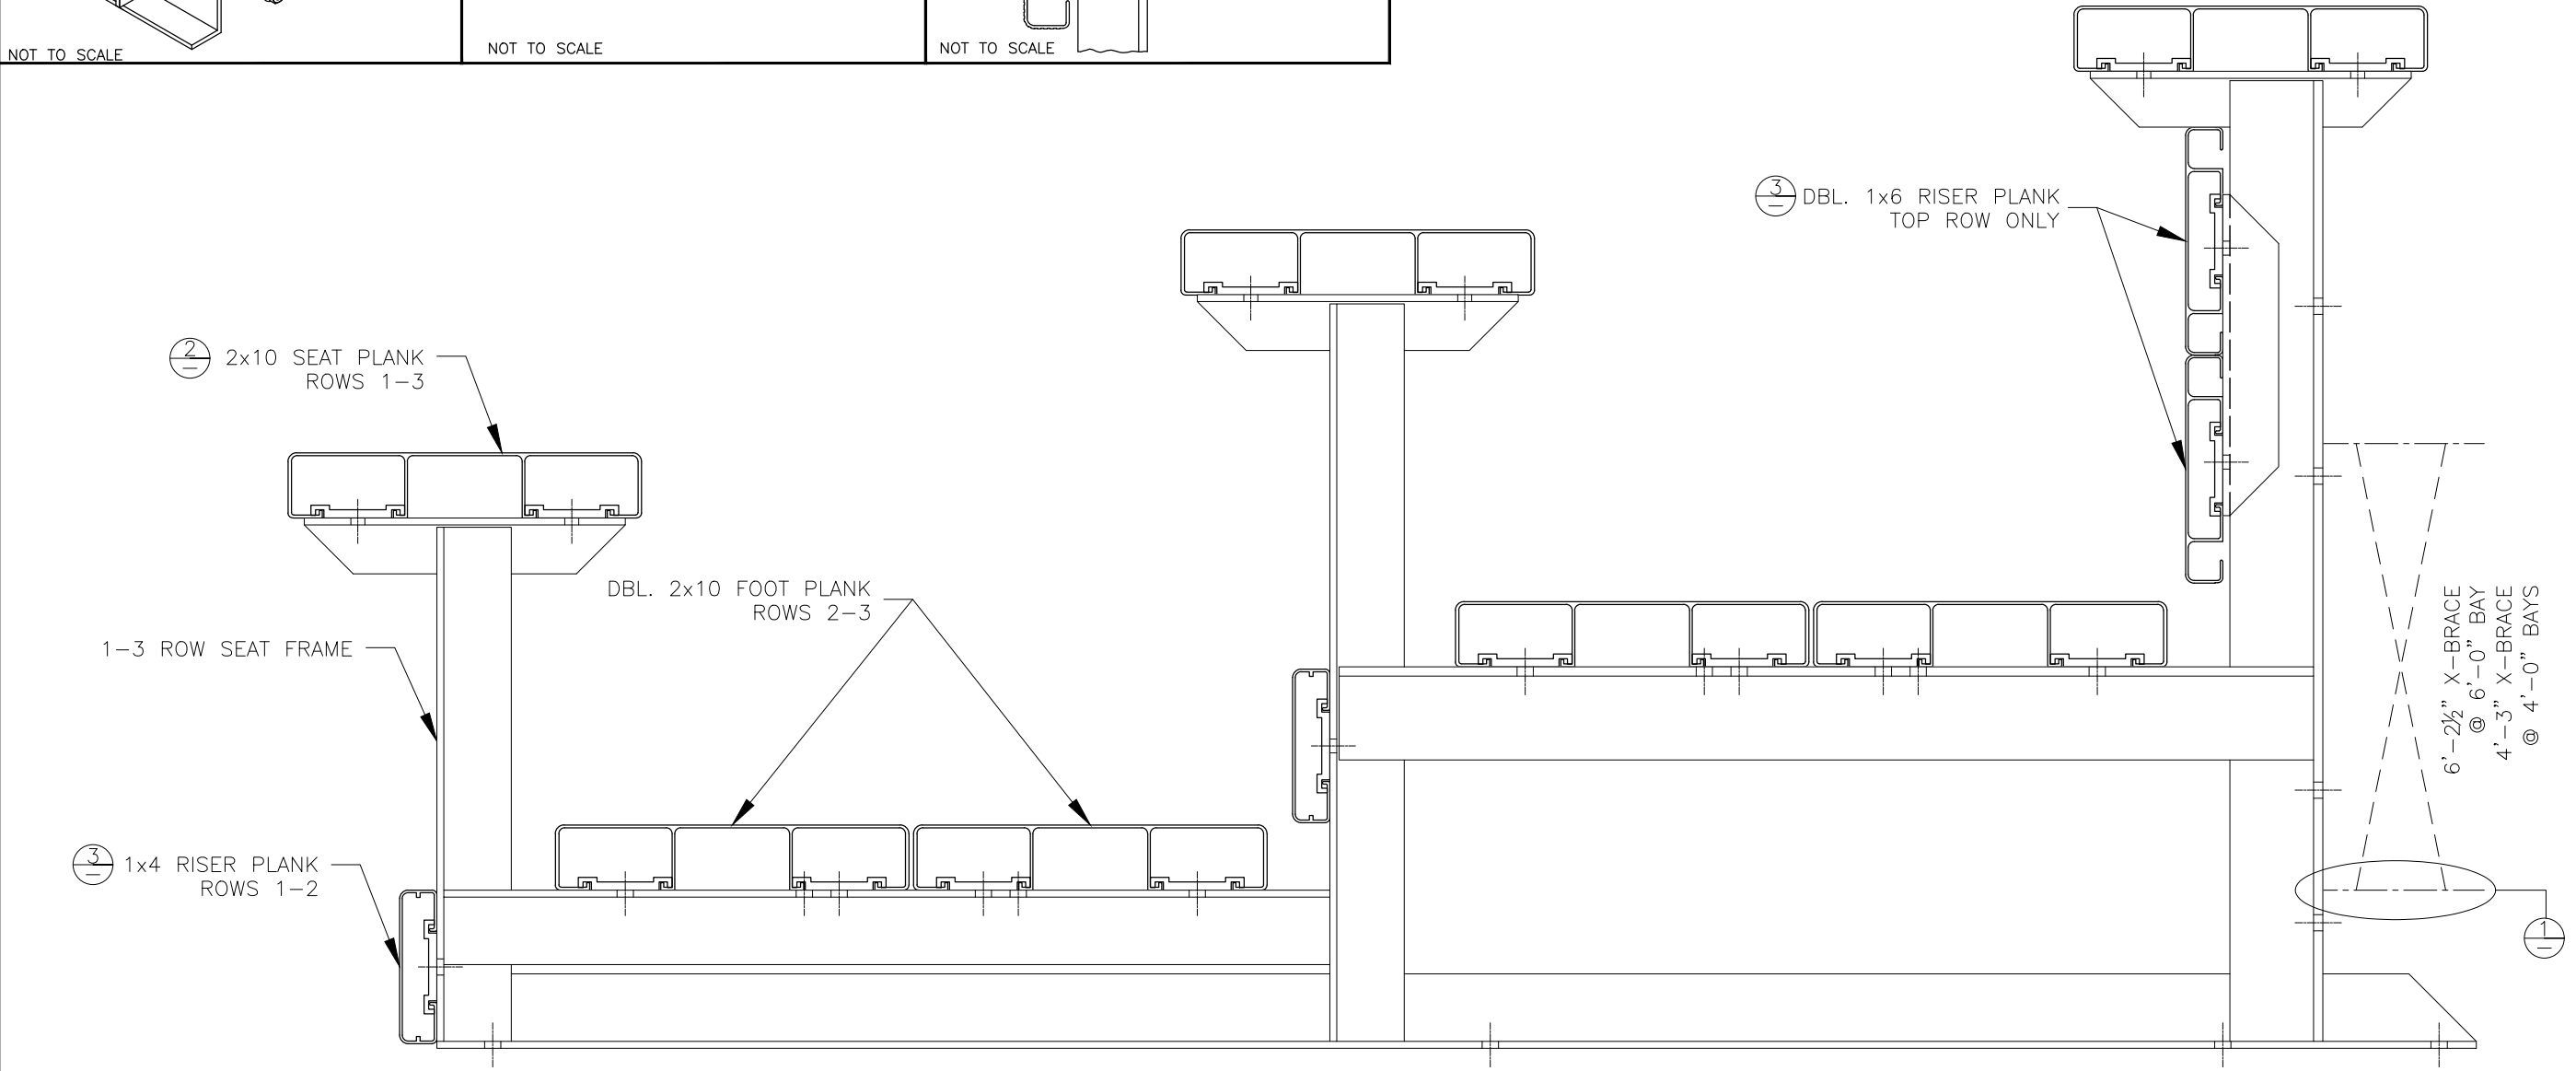 NOT TO SCALE
NOT TO SCALE
NOT TO SCALE
3
—
DBL. 1x6 RISER PLANK
TOP ROW ONLY
2
—
2x10 SEAT PLANK
ROWS 1-3
DBL. 2x10 FOOT PLANK
ROWS 2-3
1-3 ROW SEAT FRAME
3
—
1x4 RISER PLANK
ROWS 1-2
6'-2½" X-BRACE
@ 6'-0" BAY
4'-3" X-BRACE
@ 4'-0" BAYS
1
—